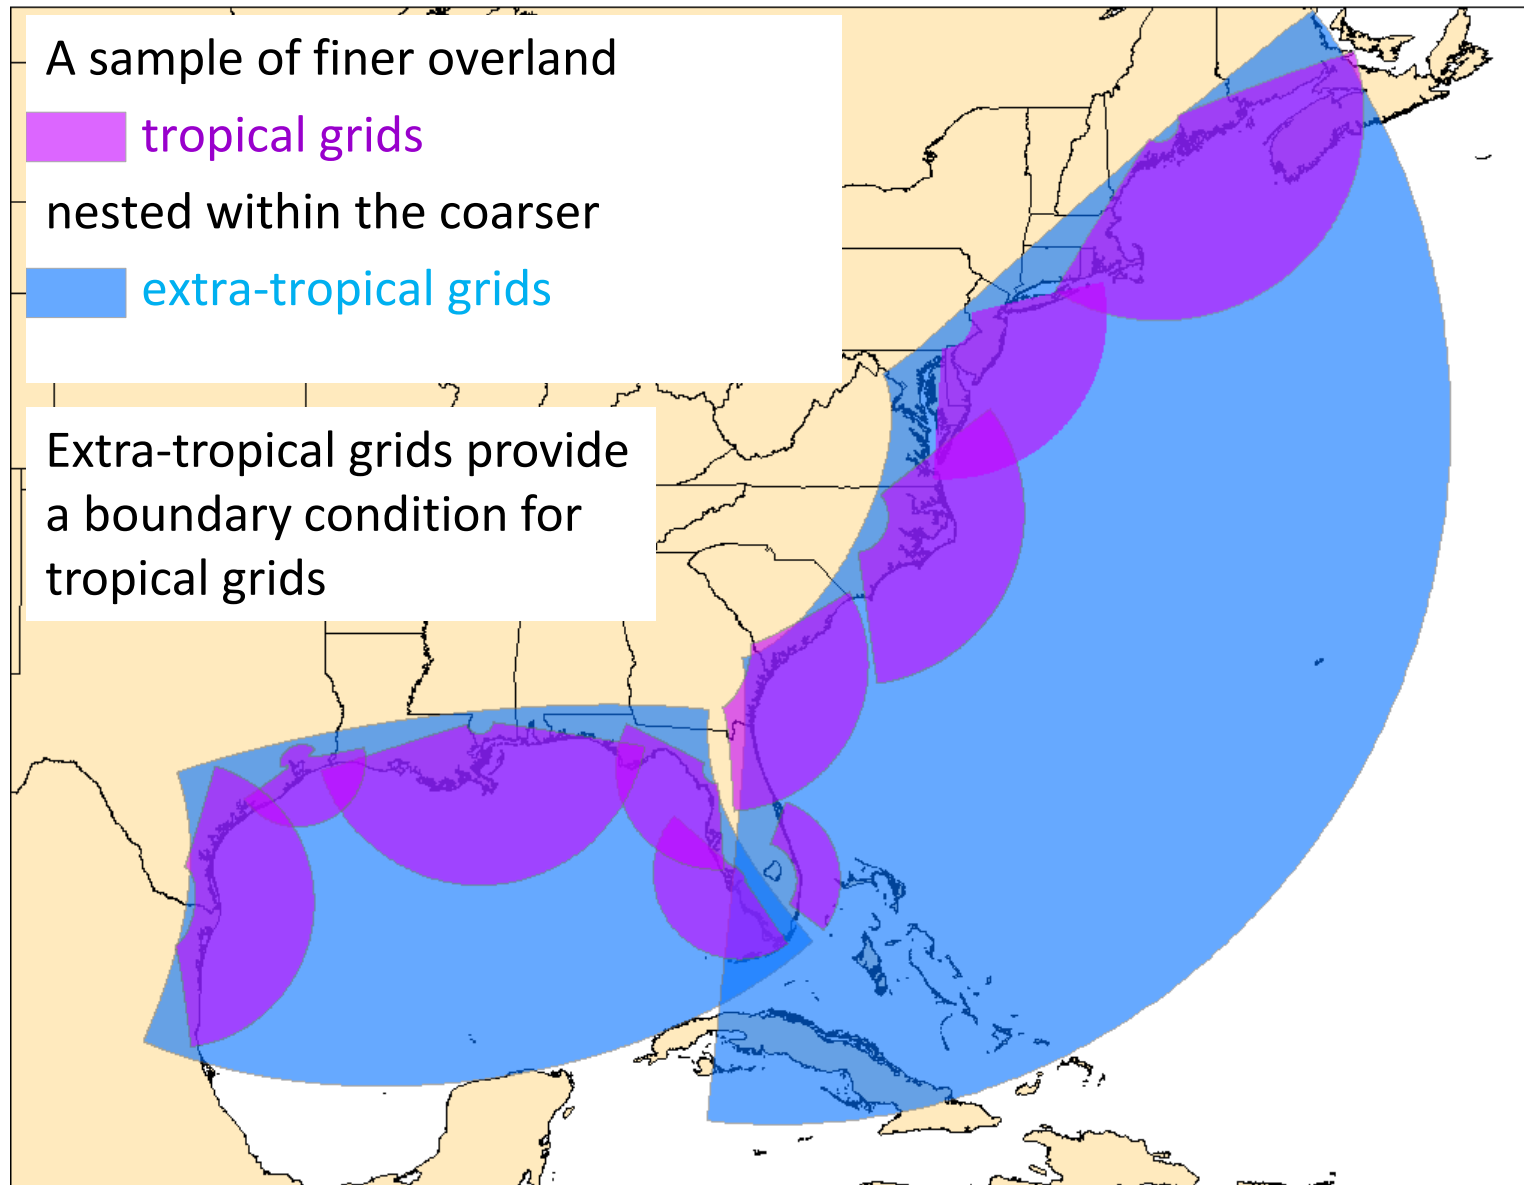 A sample of finer overland
tropical grids
nested within the coarser
extra-tropical grids
Extra-tropical grids provide
a boundary condition for
tropical grids